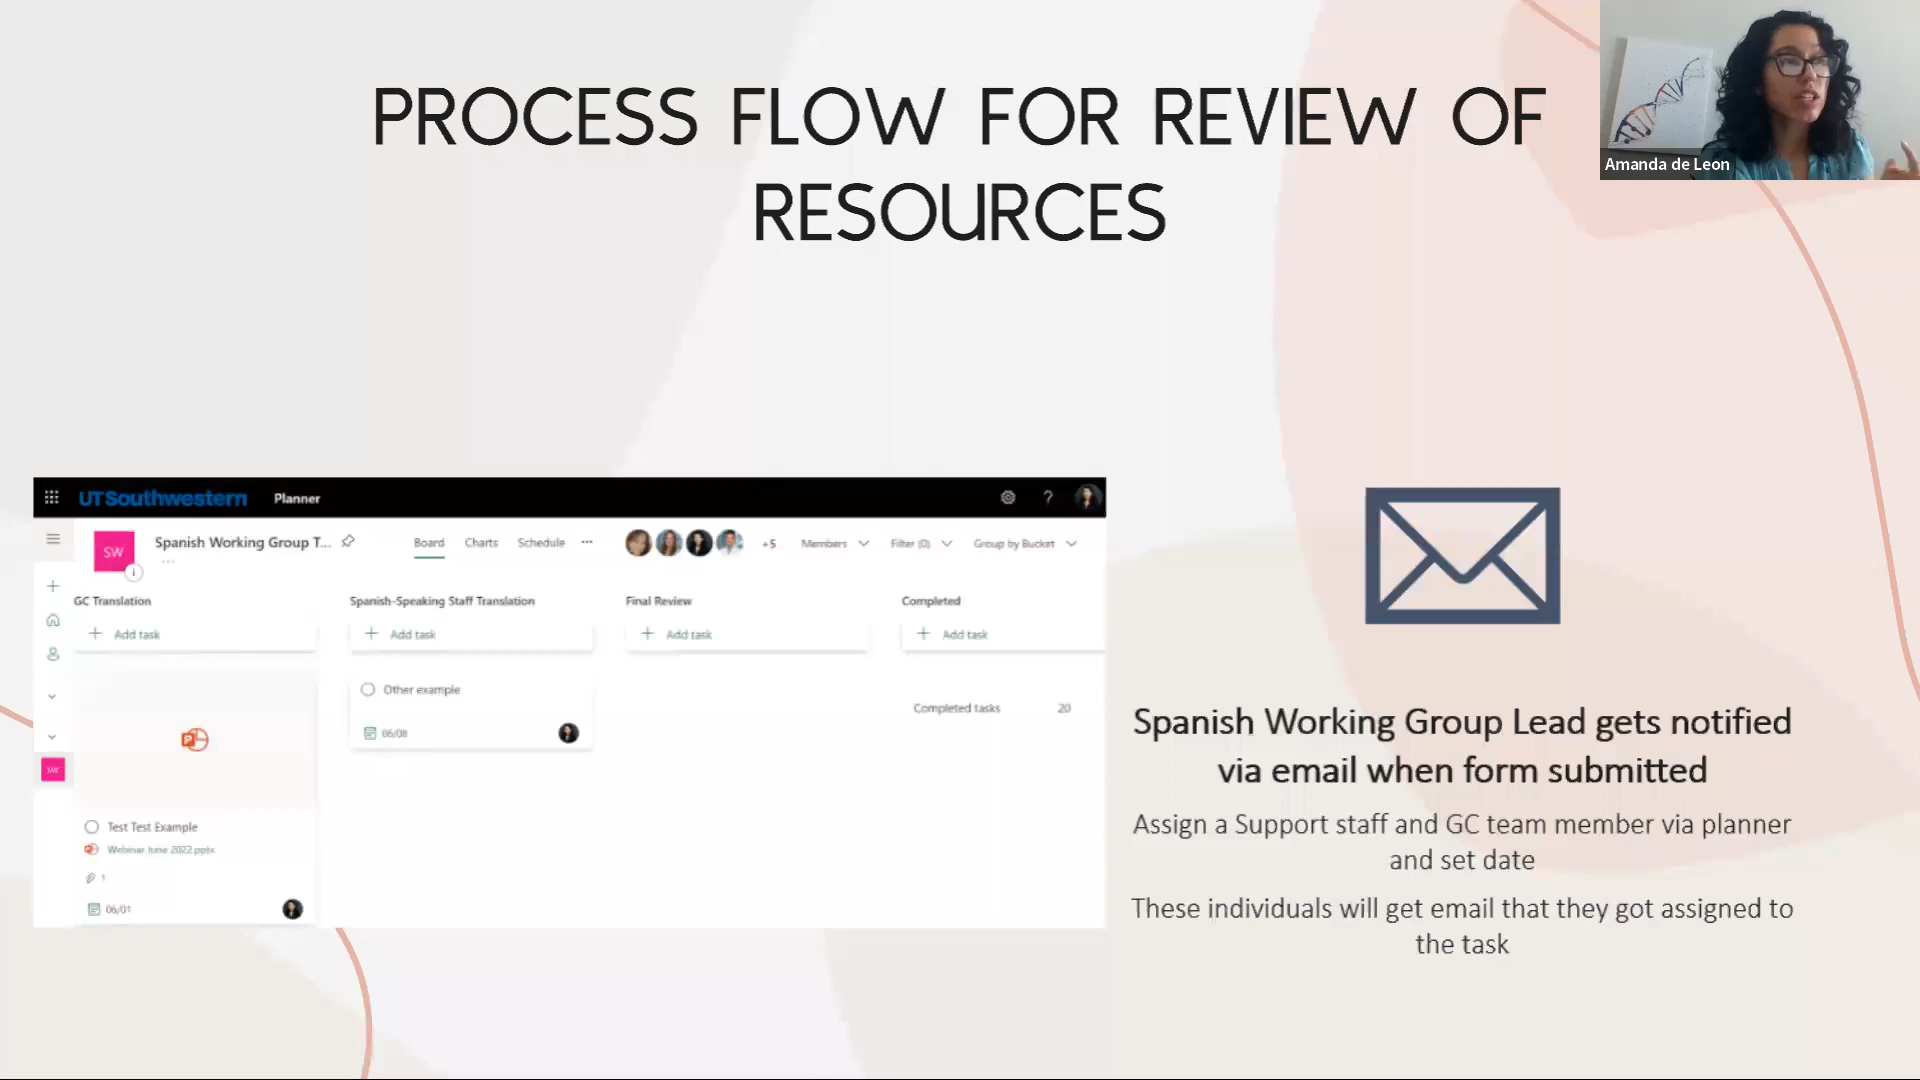 PROCESS FLOW FOR REVIEW OF
RESOURCES
Amanda de Leon
UTSouthwestern Planner ?
SW Spanish Working Group T... Board Charts Schedule ... +5 Members Filter (0) Group by Bucket
GC Translation Spanish-Speaking Staff Translation Final Review Completed
+ Add task + Add task + Add task + Add task
Other example
Completed tasks 20
06/08
SW
Test Test Example
Webinar June 2022.pptx
1
06/01
Spanish Working Group Lead gets notified
via email when form submitted
Assign a Support staff and GC team member via planner
and set date
These individuals will get email that they got assigned to
the task